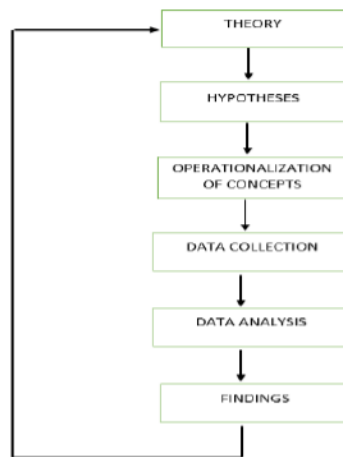 THEORY
HYPOTHESES
OPERATIONALIZATION
OF CONCEPTS
DATA COLLECTION
DATA ANALYSIS
FINDINGS